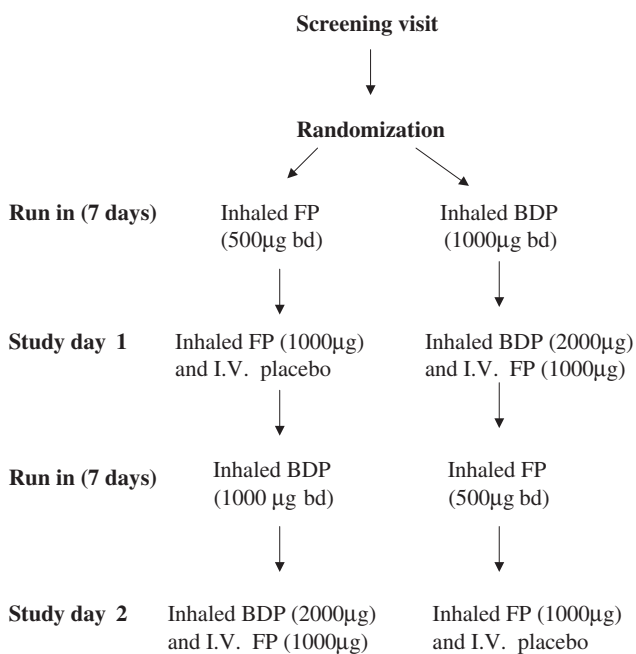 Screening visit
Randomization
Run in (7 days) Inhaled FP Inhaled BDP
(500µg bd) (1000µg bd)
Study day 1 Inhaled FP (1000µg) Inhaled BDP (2000µg)
and I.V. placebo and I.V. FP (1000µg)
Run in (7 days) Inhaled BDP Inhaled FP
(1000 µg bd) (500µg bd)
Study day 2 Inhaled BDP (2000µg) Inhaled FP (1000µg)
and I.V. FP (1000µg) and I.V. placebo